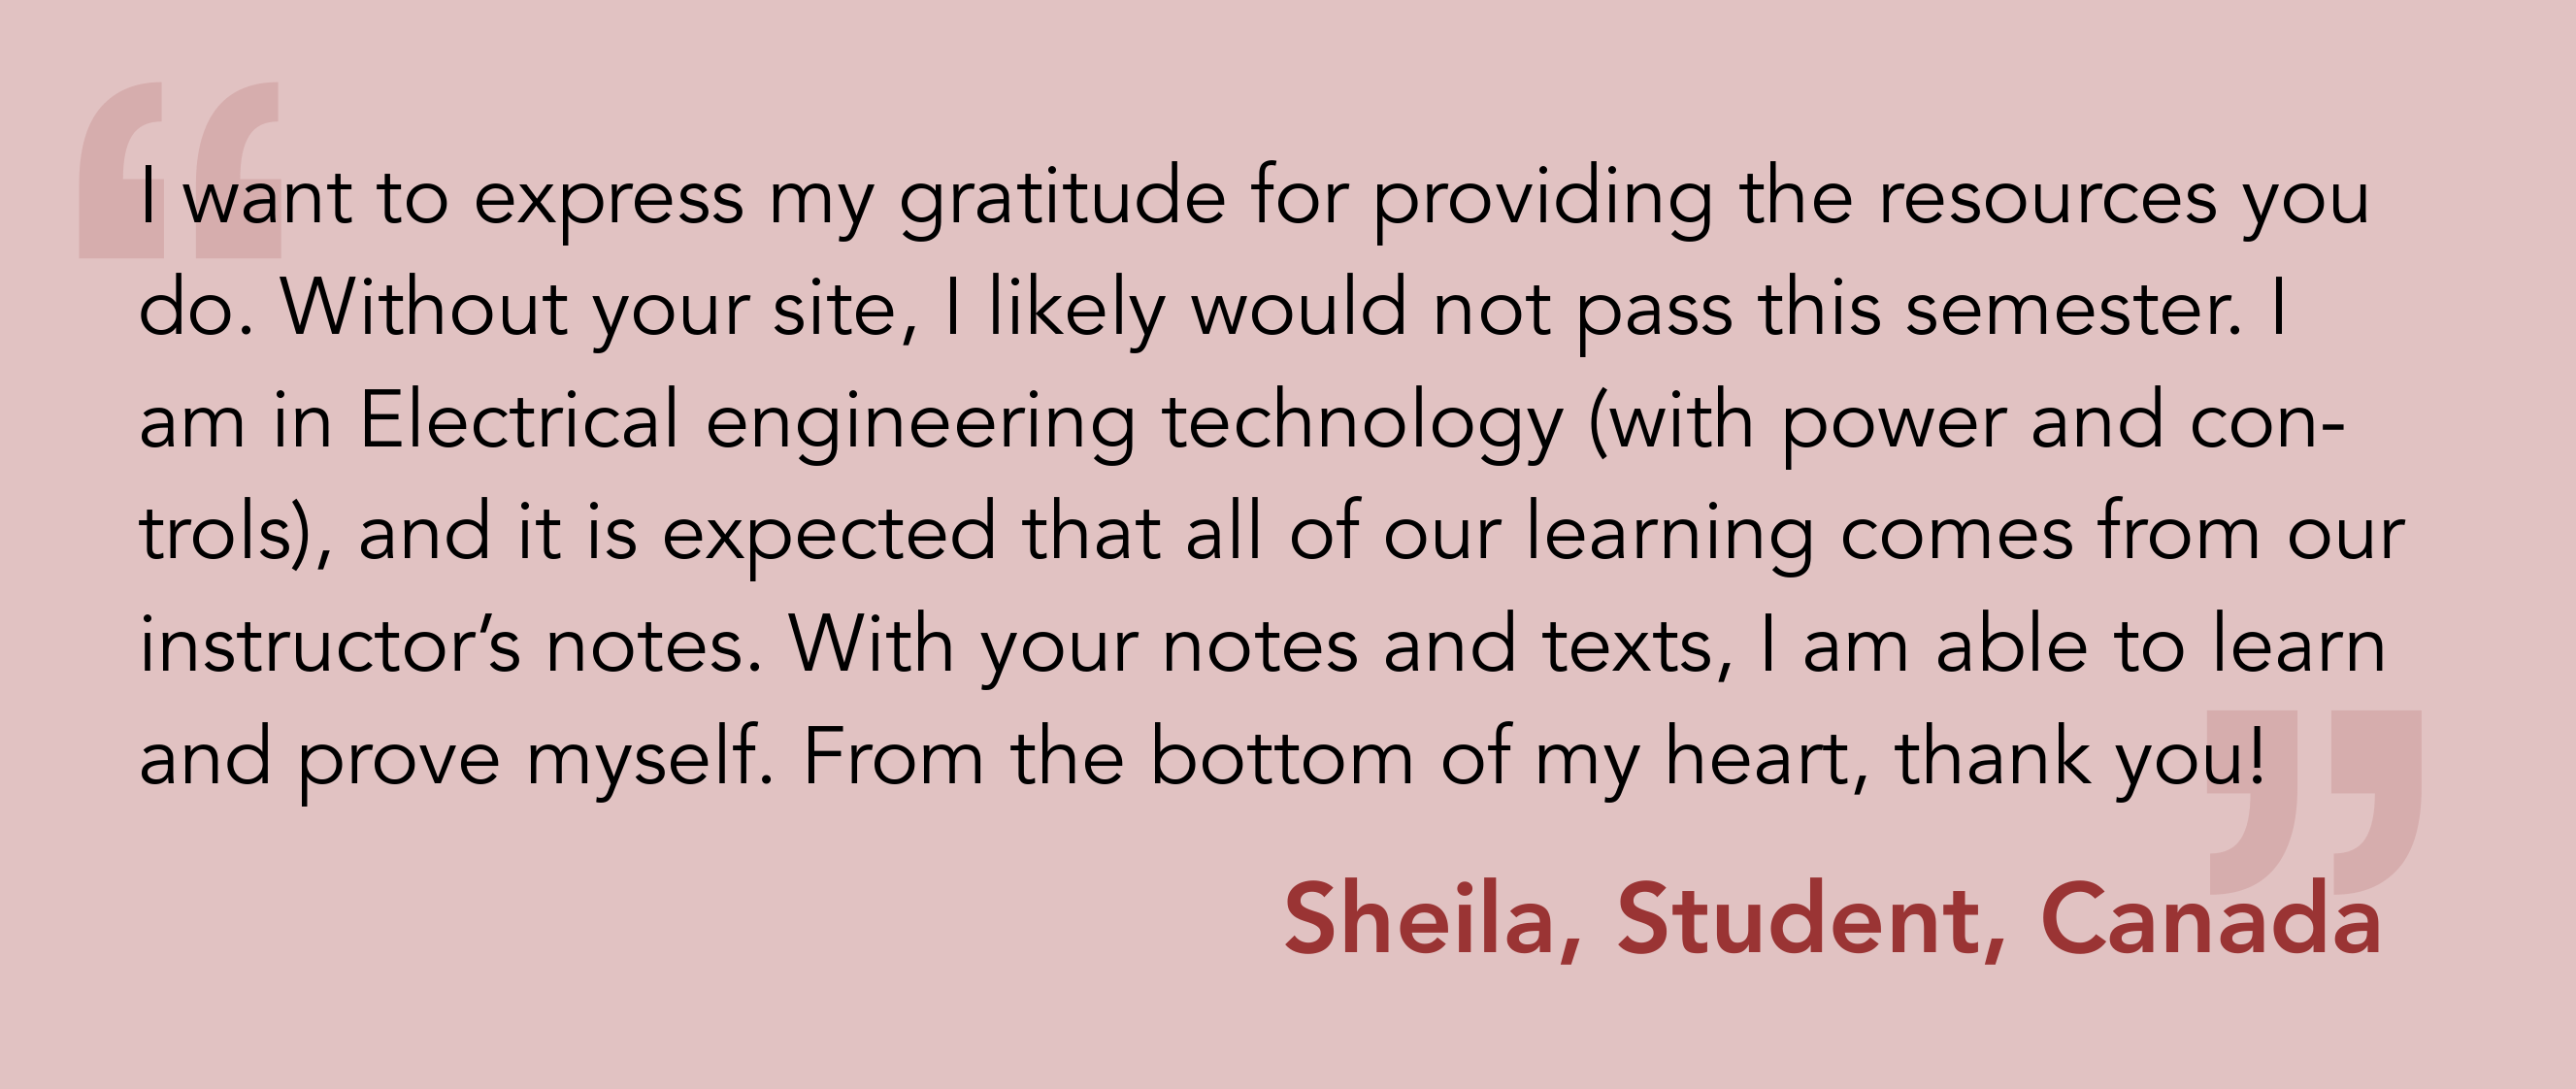 I want to express my gratitude for providing the resources you
do. Without your site, I likely would not pass this semester. I
am in Electrical engineering technology (with power and con-
trols), and it is expected that all of our learning comes from our
instructor’s notes. With your notes and texts, I am able to learn
and prove myself. From the bottom of my heart, thank you!
Sheila, Student, Canada